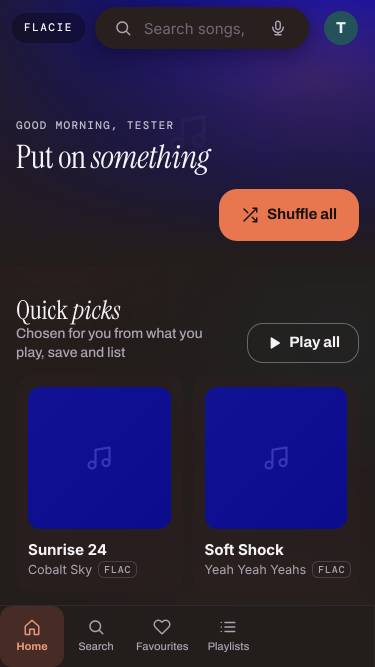 FLACIE
Search songs,
T
GOOD MORNING, TESTER
Put on something
Shuffle all
Quick picks
Chosen for you from what you
play, save and list
Play all
Sunrise 24
Cobalt Sky FLAC
Soft Shock
Yeah Yeah Yeahs FLAC
Home
Search
Favourites
Playlists